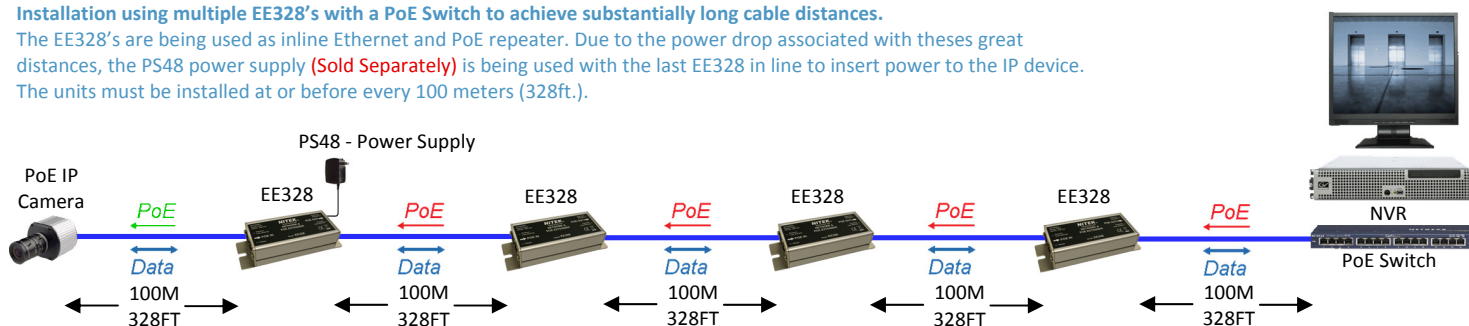 Installation using multiple EE328's with a PoE Switch to achieve substantially long cable distances.
The EE328's are being used as inline Ethernet and PoE repeater. Due to the power drop associated with theses great
distances, the PS48 power supply (Sold Separately) is being used with the last EE328 in line to insert power to the IP device.
The units must be installed at or before every 100 meters (328ft.).
PS48 - Power Supply
PoE IP
Camera
EE328
EE328
EE328
EE328
PoE
PoE
PoE
PoE
PoE
NITEK
NITEK
NITEK
NITEK
NVR
Data
Data
Data
Data
Data
PoE Switch
100M
100M
100M
100M
100M
328FT
328FT
328FT
328FT
328FT